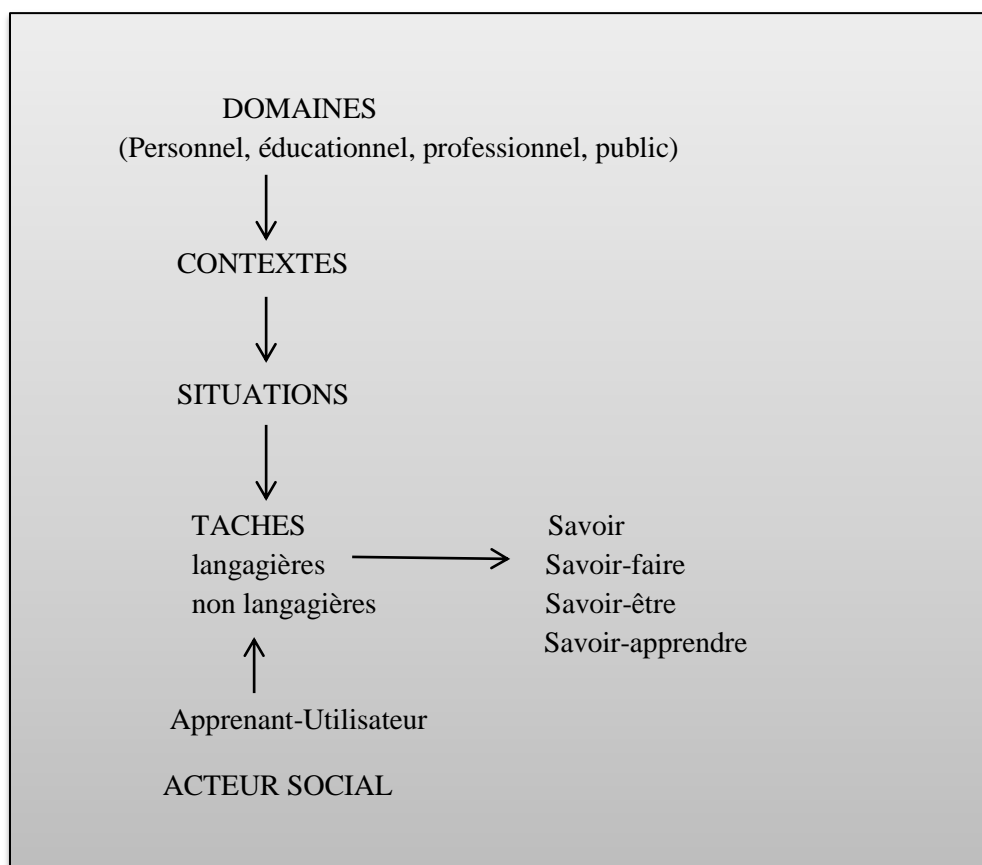 DOMAINES
(Personnel, éducationnel, professionnel, public)
CONTEXTES
SITUATIONS
TACHES
langagières
non langagières
Savoir
Savoir-faire
Savoir-être
Savoir-apprendre
Apprenant-Utilisateur
ACTEUR SOCIAL